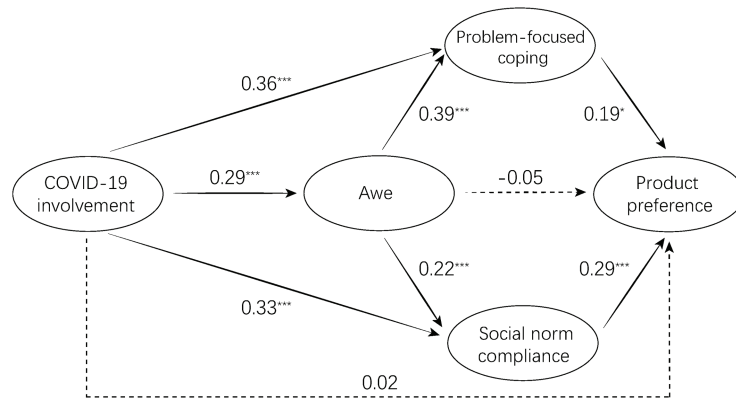 Problem-focused
coping
0.36***
0.39***
0.19*
COVID-19
involvement
0.29***
Awe
-0.05
Product
preference
0.33***
0.22***
0.29***
Social norm
compliance
0.02